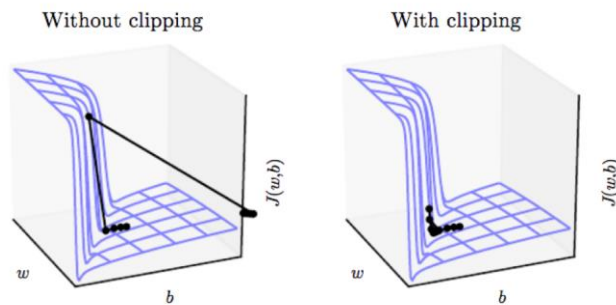 Without clipping
With clipping
J(w,b)
w
b
J(w,b)
w
b